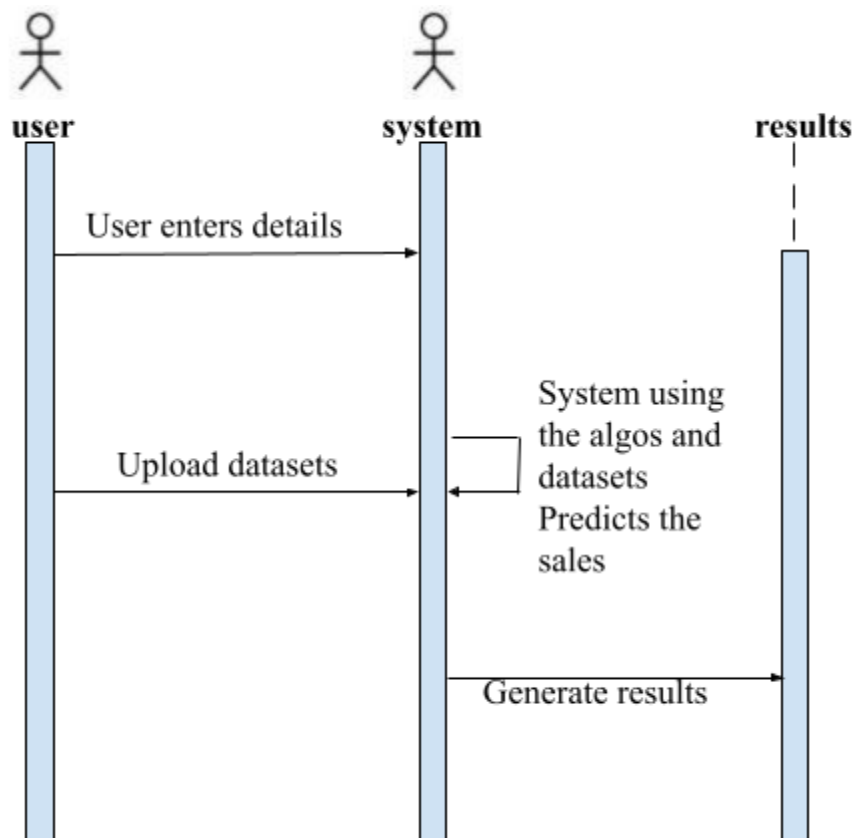 user
system
results
User enters details
System using
the algos and
datasets
Predicts the
sales
Upload datasets
Generate results